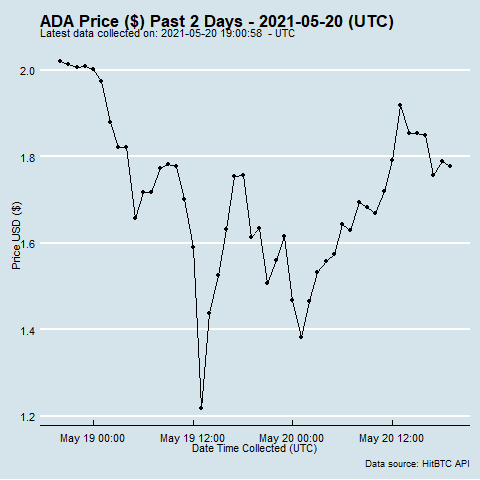 ADA Price ($) Past 2 Days - 2021-05-20 (UTC)
Latest data collected on: 2021-05-20 19:00:58  - UTC
2.0
1.8
1.6
1.4
1.2
Price USD ($)
May 19 00:00 May 19 12:00 May 20 00:00 May 20 12:00
Date Time Collected (UTC)
Data source: HitBTC API